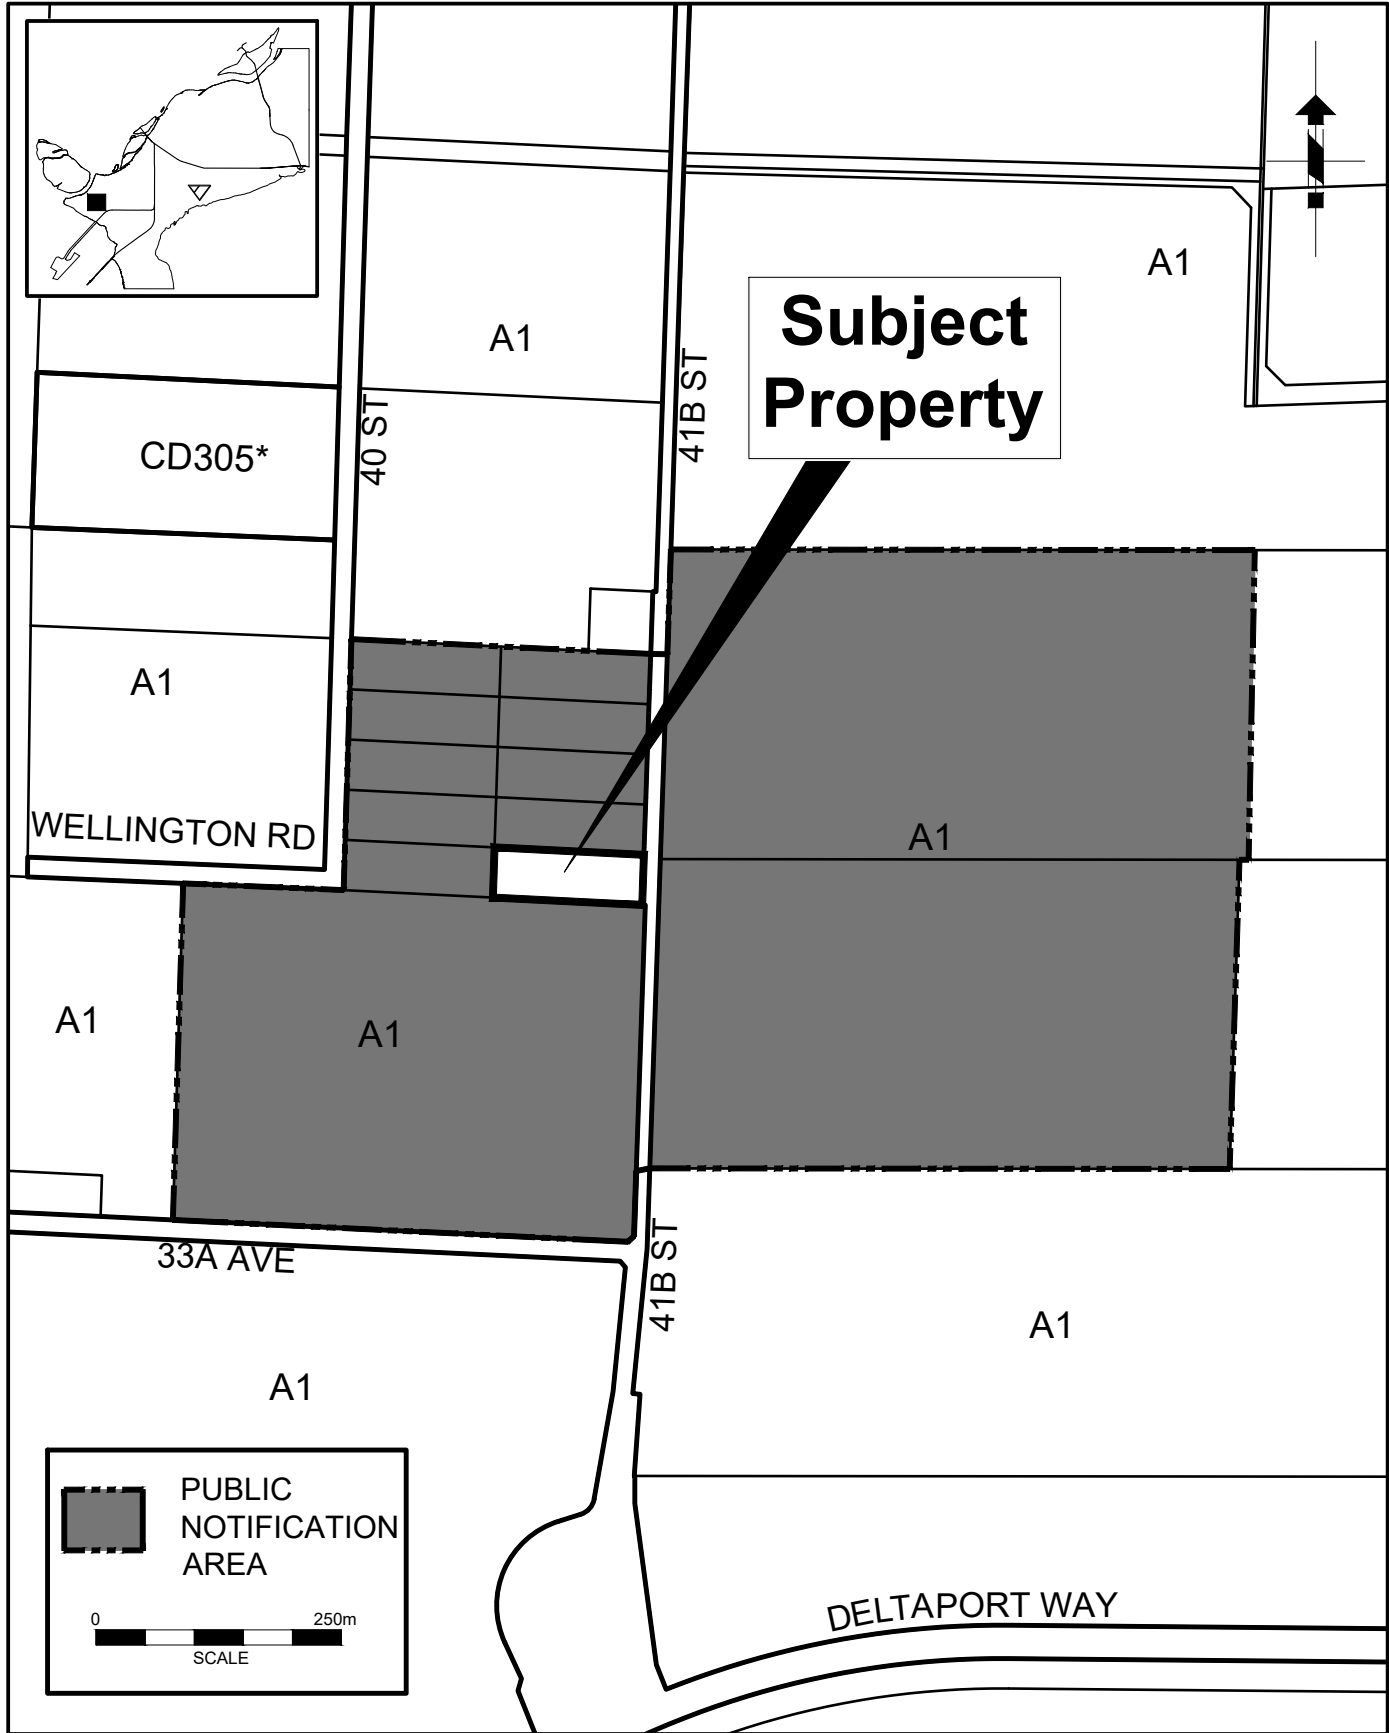 A1
Subject
Property
A1
41B ST
40 ST
CD305*
A1
WELLINGTON RD
A1
A1
A1
33A AVE
41B ST
A1
A1
PUBLIC
NOTIFICATION
AREA
0 250m
SCALE
DELTAPORT WAY